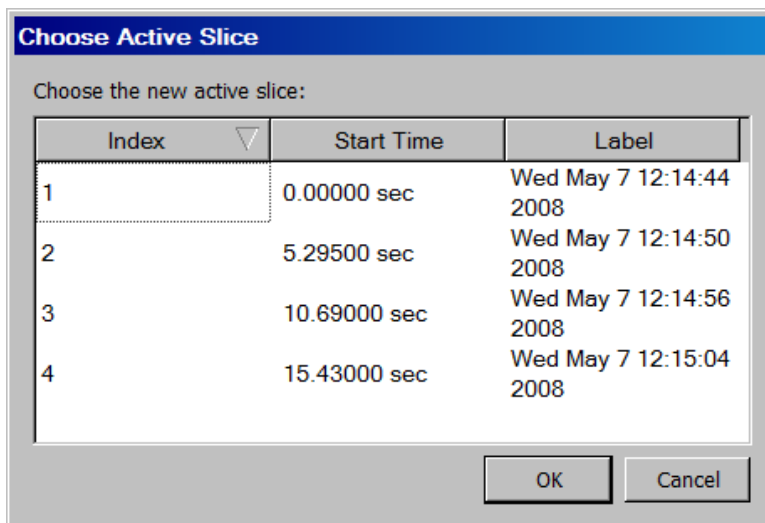 Choose Active Slice
Choose the new active slice:
Index Start Time Label
1 0.00000 sec Wed May 7 12:14:44
2008
2 5.29500 sec Wed May 7 12:14:50
2008
3 10.69000 sec Wed May 7 12:14:56
2008
4 15.43000 sec Wed May 7 12:15:04
2008
OK Cancel